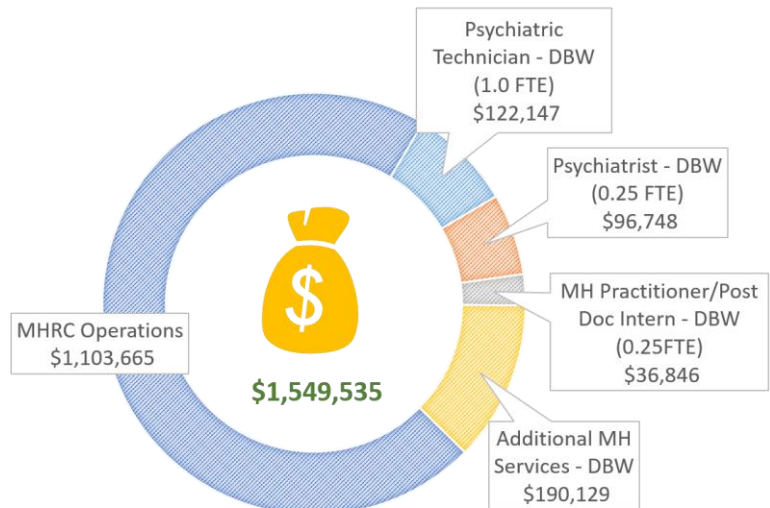 Psychiatric
Technician - DBW
(1.0 FTE)
$122,147
Psychiatrist - DBW
(0.25 FTE)
$96,748
MH Practitioner/Post
Doc Intern - DBW
(0.25FTE)
$36,846
MHRC Operations
$1,103,665
$
$1,549,535
Additional MH
Services - DBW
$190,129